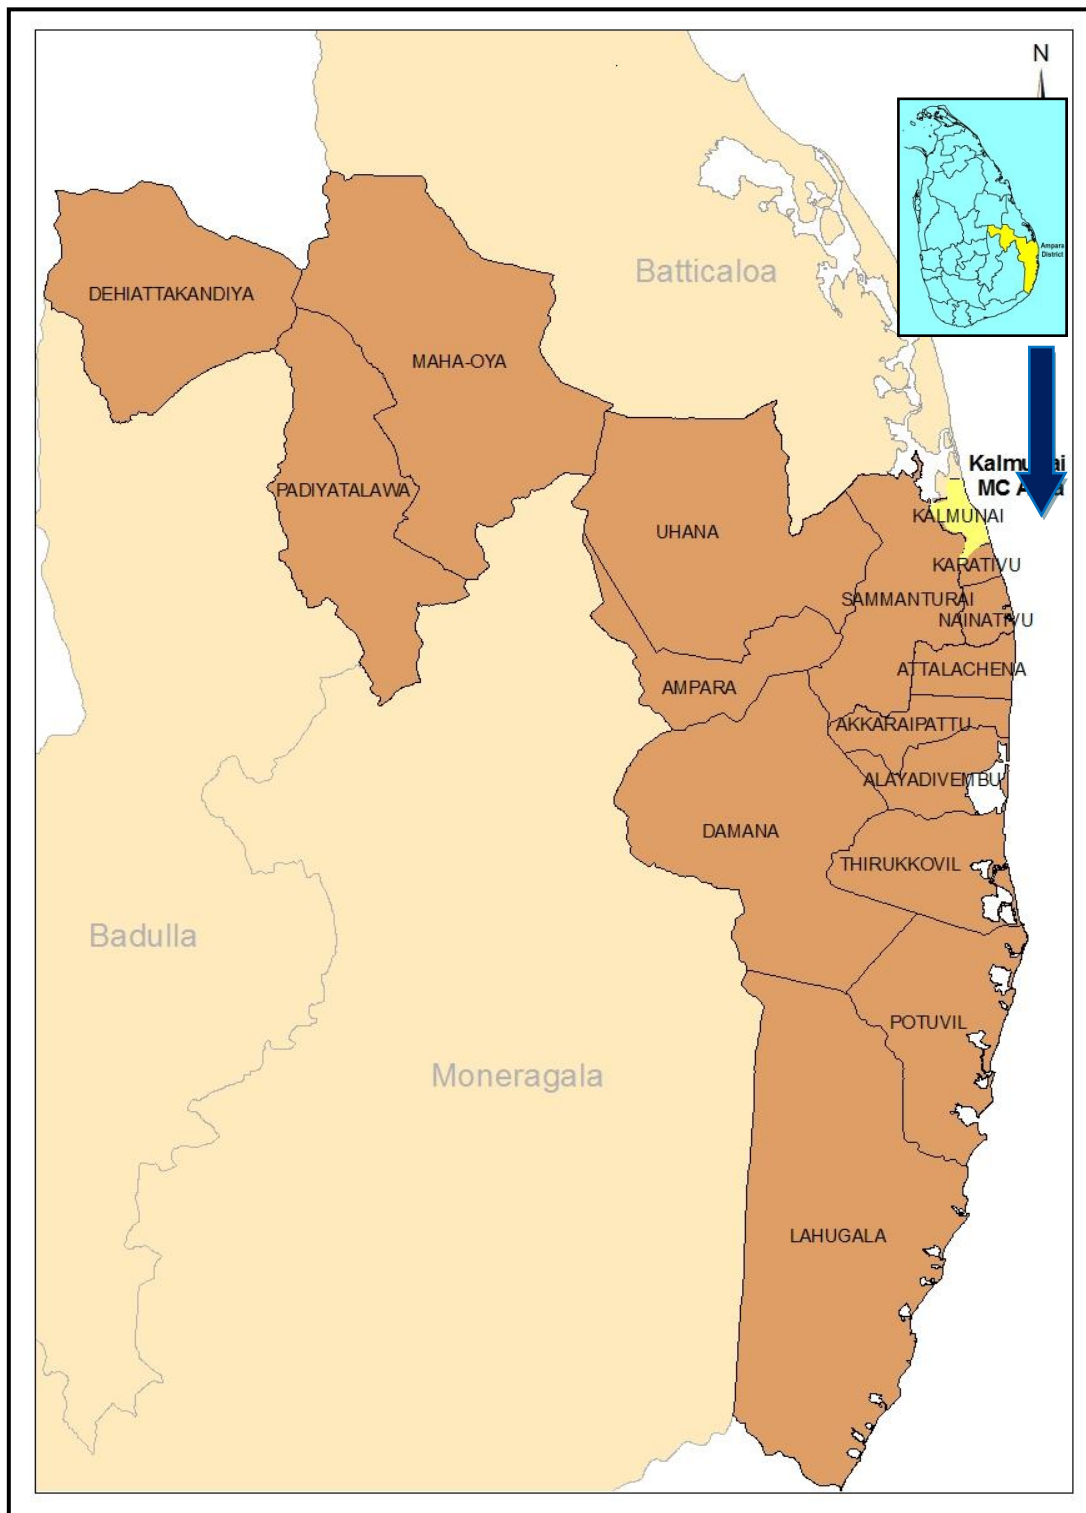 N
Ampara
District
Batticaloa
DEHIATTAKANDIYA
MAHA-OYA
MC
PADIYATALAWA
KALMUNAI
UHANA
KARATIVU
SAMMANTURAI
NAINATIVU
ATTALACHENA
AMPARA
AKKARAIPATTU
ALAYADIVEMBU
DAMANA
THIRUKKOVIL
Badulla
POTUVIL
Moneragala
LAHUGALA